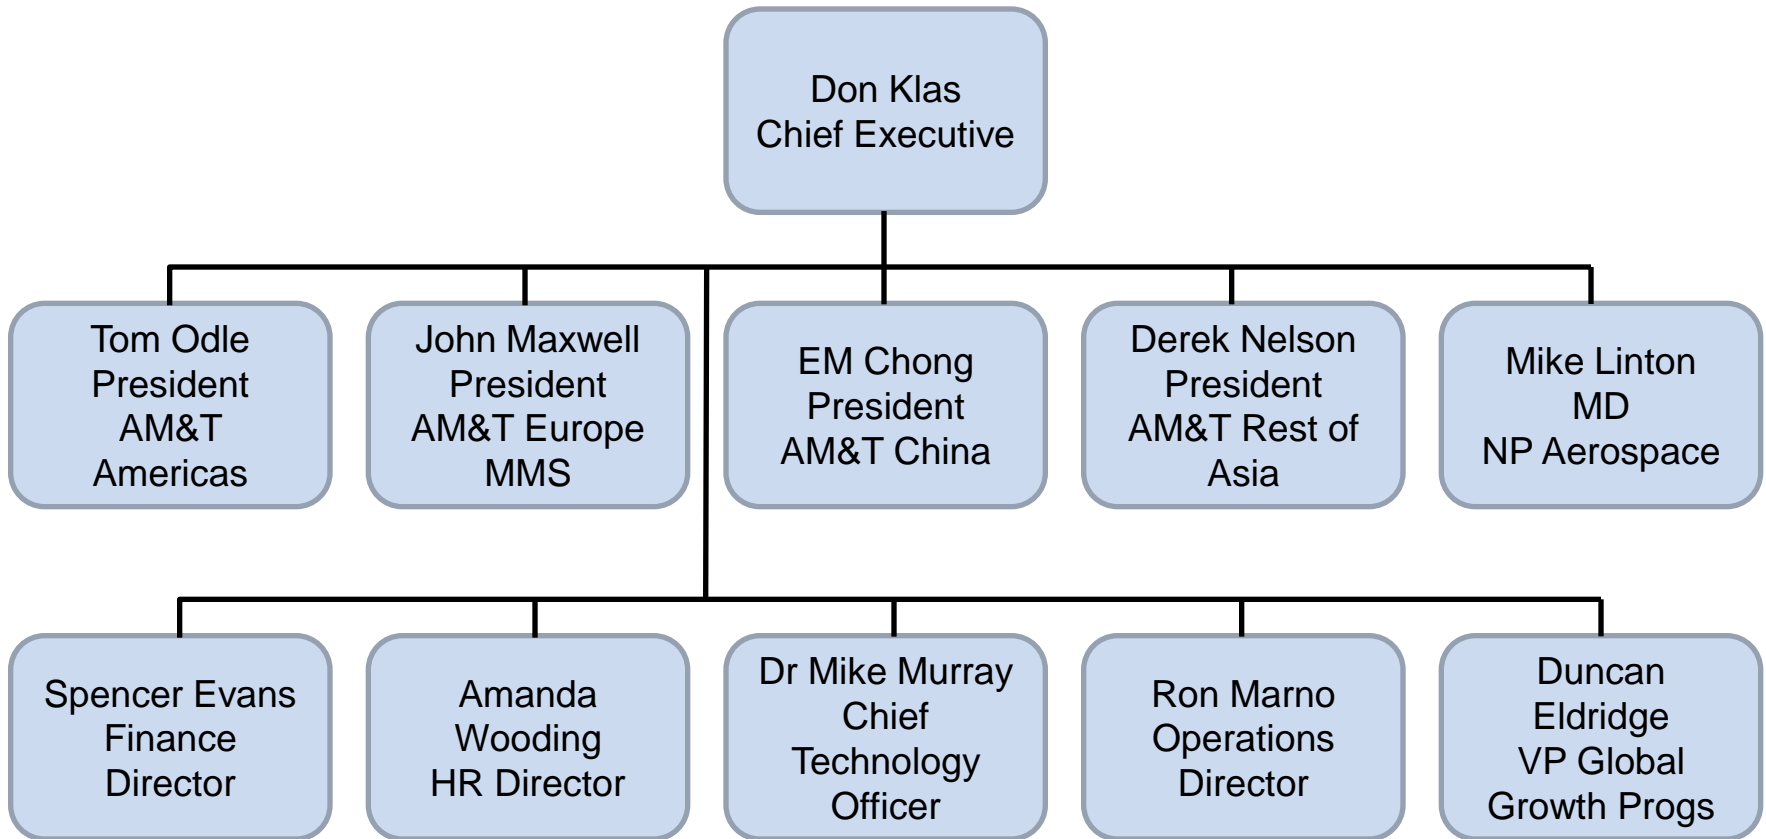 Don Klas
Chief Executive
Tom Odle
President
AM&T
Americas
John Maxwell
President
AM&T Europe
MMS
EM Chong
President
AM&T China
Derek Nelson
President
AM&T Rest of
Asia
Mike Linton
MD
NP Aerospace
Spencer Evans
Finance
Director
Amanda
Wooding
HR Director
Dr Mike Murray
Chief
Technology
Officer
Ron Marno
Operations
Director
Duncan
Eldridge
VP Global
Growth Progs